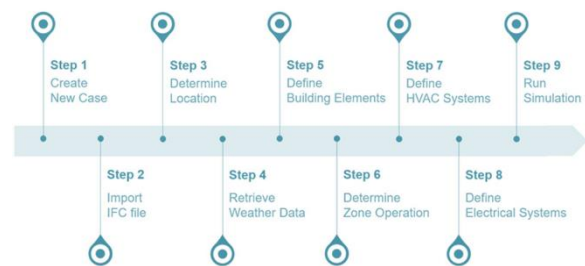 Step 1
Create
New Case
Step 2
Import
IFC file
Step 3
Determine
Location
Step 4
Retrieve
Weather Data
Step 5
Define
Building Elements
Step 6
Determine
Zone Operation
Step 7
Define
HVAC Systems
Step 8
Define
Electrical Systems
Step 9
Run
Simulation